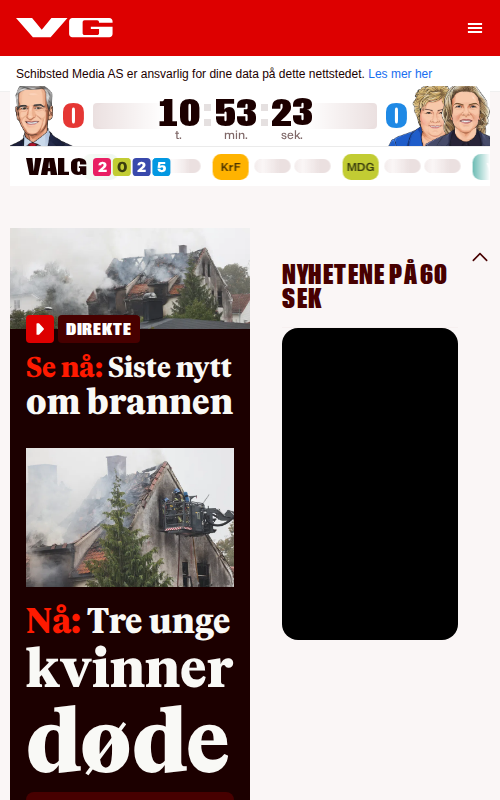 VG
Schibsted Media AS er ansvarlig for dine data på dette nettstedet. Les mer her
0 10:53:23 0
t. min. sek.
VALG 2025 KrF MDG
DIREKTE
Se nå: Siste nytt
om brannen
Nå: Tre unge
kvinner
døde
NYHETENE PÅ 60
SEK